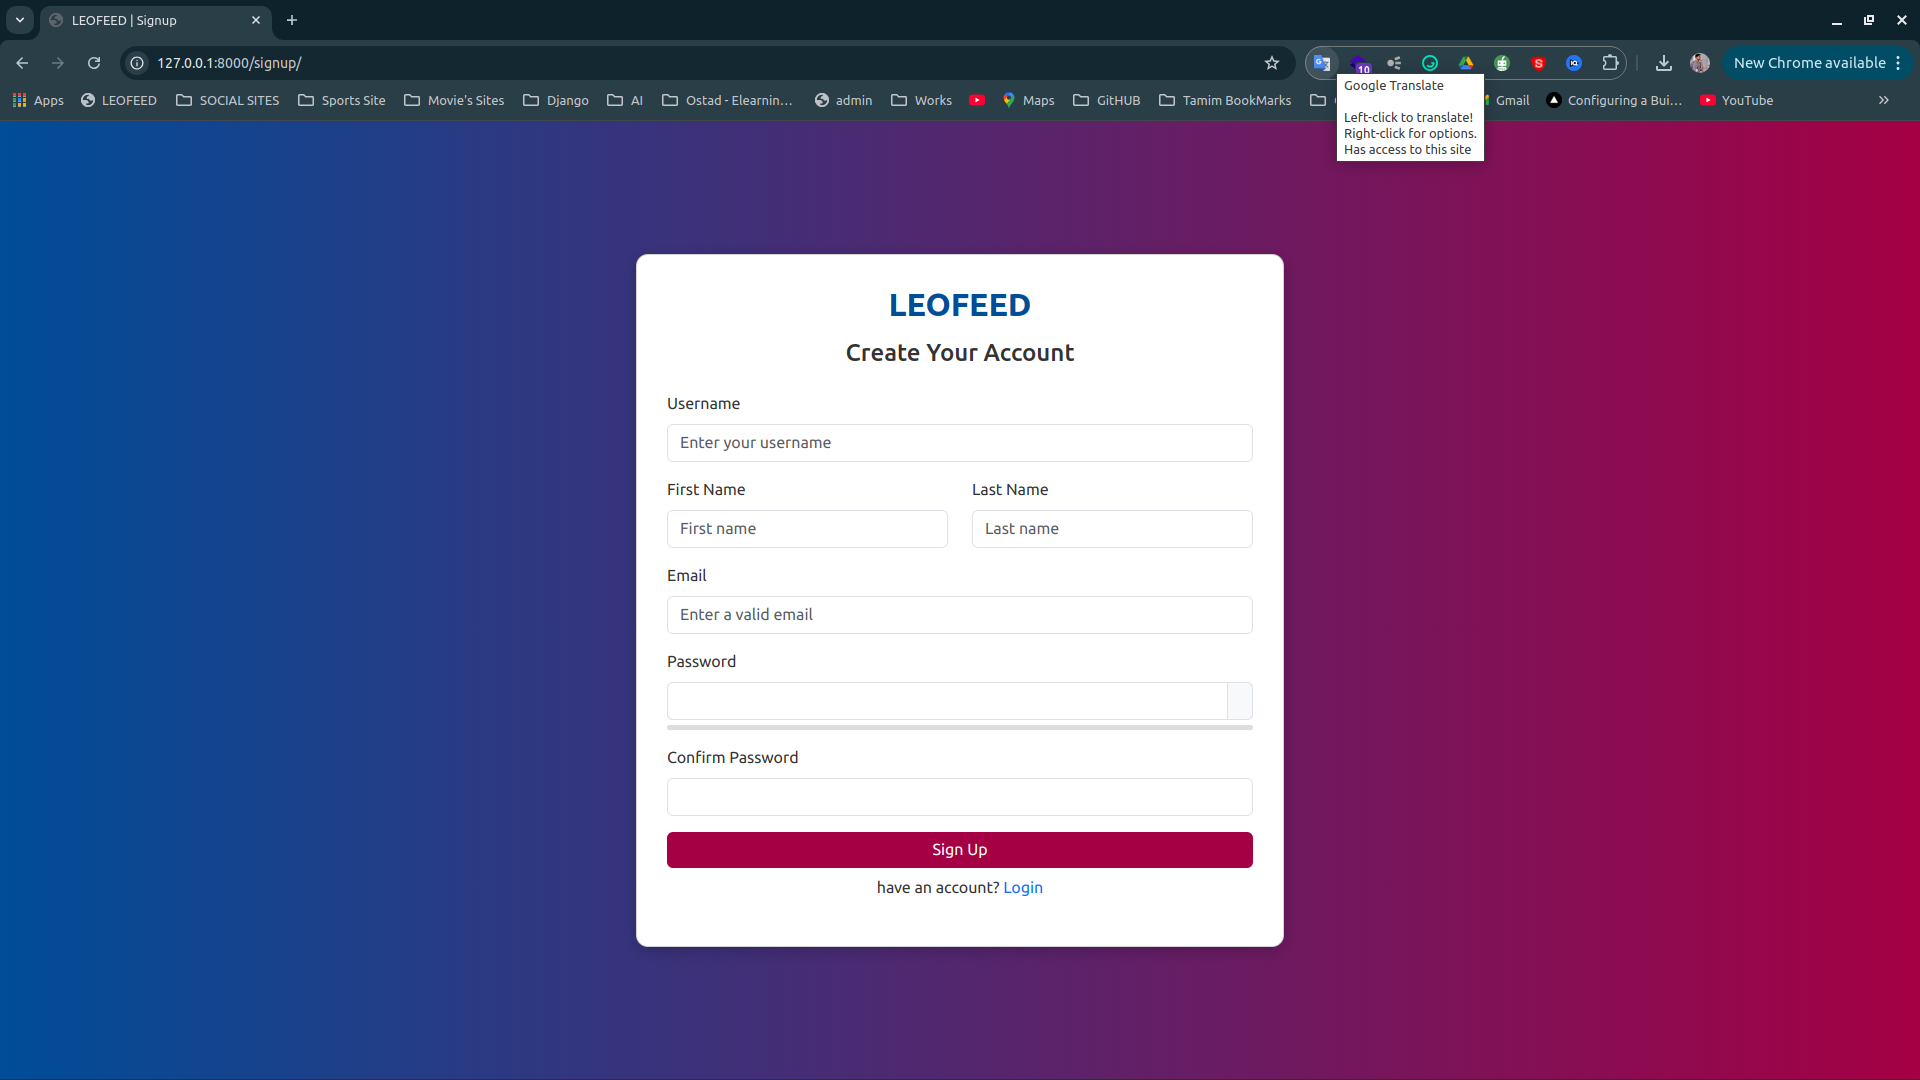 LEOFEED | Signup
127.0.0.1:8000/signup/
10
New Chrome available
Apps LEOFEED SOCIAL SITES Sports Site Movie's Sites Django AI Ostad - Elearnin... admin Works Maps GitHUB Tamim BookMarks Gmail Configuring a Bui... YouTube
Google Translate
Left-click to translate!
Right-click for options.
Has access to this site
LEOFEED
Create Your Account
Username
Enter your username
First Name Last Name
First name Last name
Email
Enter a valid email
Password
Confirm Password
Sign Up
have an account? Login